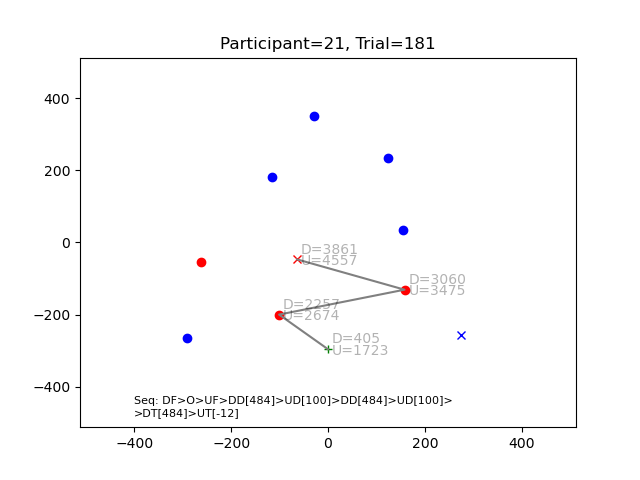 Participant=21, Trial=181
400
200
0
−200
−400
D=3861
U=4557
D=3060
U=3475
D=2257
U=2674
D=405
U=1723
Seq: DF>O>UF>DD[484]>UD[100]>DD[484]>UD[100]>
>DT[484]>UT[-12]
−400 −200 0 200 400